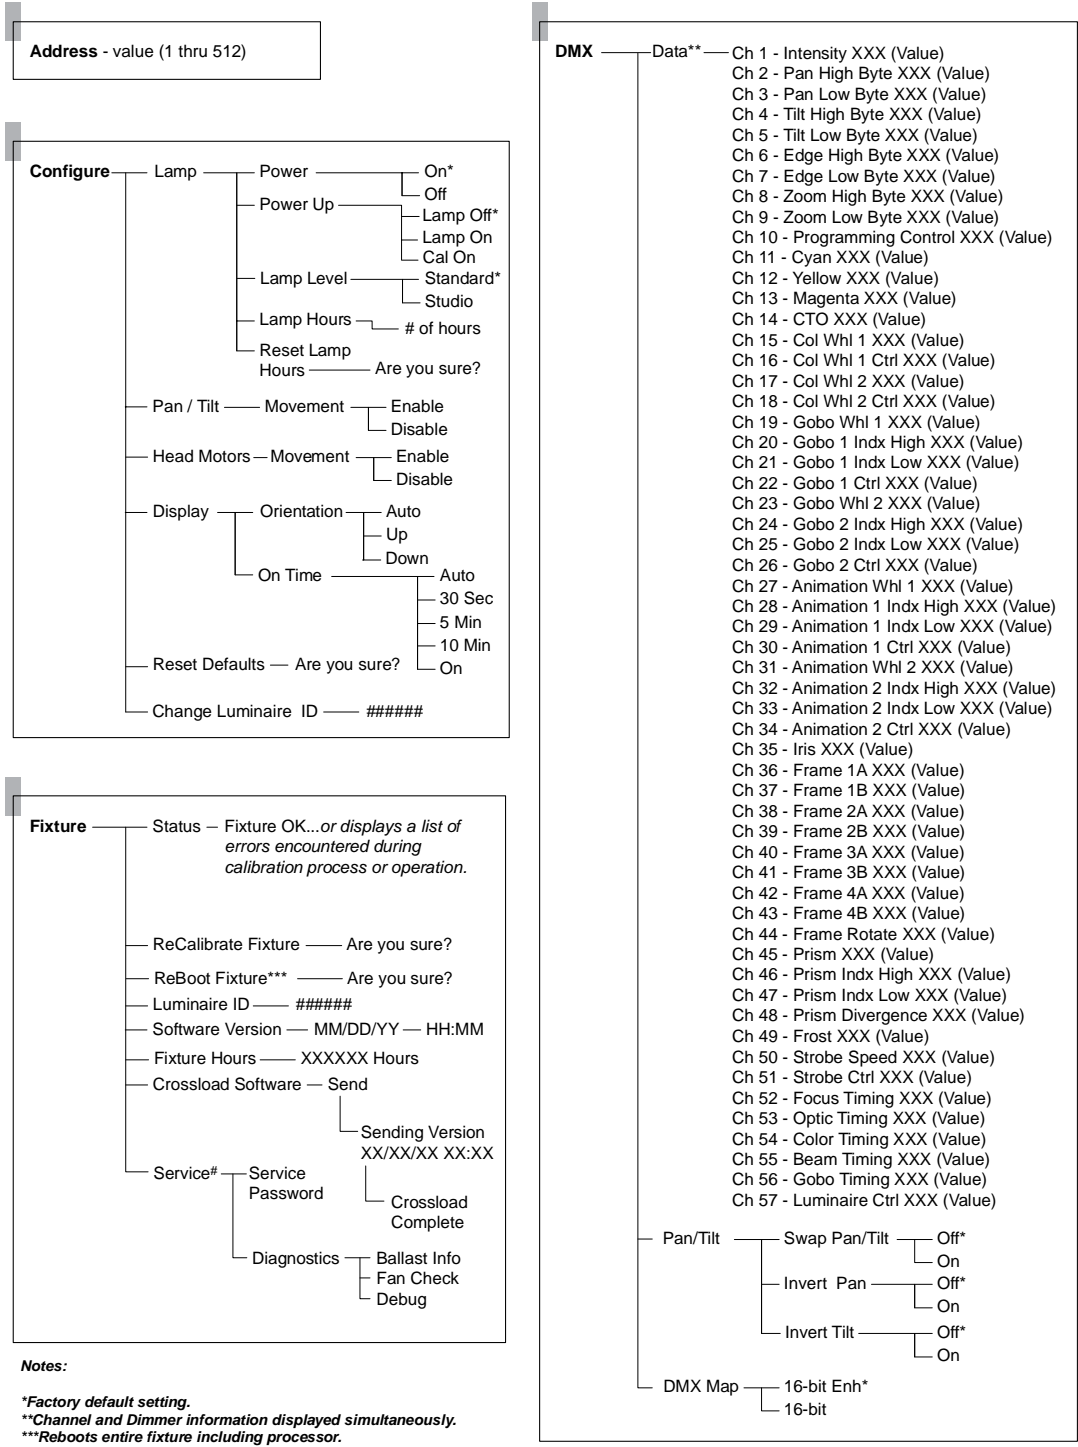 Address - value (1 thru 512)
Configure
Lamp
Power
On*
Off
Power Up
Lamp Off*
Lamp On
Cal On
Lamp Level
Standard*
Studio
Lamp Hours
# of hours
Reset Lamp
Hours
Are you sure?
Pan / Tilt
Movement
Enable
Disable
Head Motors
Movement
Enable
Disable
Display
Orientation
Auto
Up
Down
On Time
Auto
30 Sec
5 Min
10 Min
On
Reset Defaults
Are you sure?
Change Luminaire ID
######
Fixture
Status
Fixture OK...or displays a list of
errors encountered during
calibration process or operation.
ReCalibrate Fixture
Are you sure?
ReBoot Fixture***
Are you sure?
Luminaire ID
######
Software Version
MM/DD/YY
HH:MM
Fixture Hours
XXXXXX Hours
Crossload Software
Send
Sending Version
XX/XX/XX XX:XX
Crossload
Complete
Service#
Service
Password
Diagnostics
Ballast Info
Fan Check
Debug
Notes:
*Factory default setting.
**Channel and Dimmer information displayed simultaneously.
***Reboots entire fixture including processor.
DMX
Data**
Ch 1 - Intensity XXX (Value)
Ch 2 - Pan High Byte XXX (Value)
Ch 3 - Pan Low Byte XXX (Value)
Ch 4 - Tilt High Byte XXX (Value)
Ch 5 - Tilt Low Byte XXX (Value)
Ch 6 - Edge High Byte XXX (Value)
Ch 7 - Edge Low Byte XXX (Value)
Ch 8 - Zoom High Byte XXX (Value)
Ch 9 - Zoom Low Byte XXX (Value)
Ch 10 - Programming Control XXX (Value)
Ch 11 - Cyan XXX (Value)
Ch 12 - Yellow XXX (Value)
Ch 13 - Magenta XXX (Value)
Ch 14 - CTO XXX (Value)
Ch 15 - Col Whl 1 XXX (Value)
Ch 16 - Col Whl 1 Ctrl XXX (Value)
Ch 17 - Col Whl 2 XXX (Value)
Ch 18 - Col Whl 2 Ctrl XXX (Value)
Ch 19 - Gobo Whl 1 XXX (Value)
Ch 20 - Gobo 1 Indx High XXX (Value)
Ch 21 - Gobo 1 Indx Low XXX (Value)
Ch 22 - Gobo 1 Ctrl XXX (Value)
Ch 23 - Gobo Whl 2 XXX (Value)
Ch 24 - Gobo 2 Indx High XXX (Value)
Ch 25 - Gobo 2 Indx Low XXX (Value)
Ch 26 - Gobo 2 Ctrl XXX (Value)
Ch 27 - Animation Whl 1 XXX (Value)
Ch 28 - Animation 1 Indx High XXX (Value)
Ch 29 - Animation 1 Indx Low XXX (Value)
Ch 30 - Animation 1 Ctrl XXX (Value)
Ch 31 - Animation Whl 2 XXX (Value)
Ch 32 - Animation 2 Indx High XXX (Value)
Ch 33 - Animation 2 Indx Low XXX (Value)
Ch 34 - Animation 2 Ctrl XXX (Value)
Ch 35 - Iris XXX (Value)
Ch 36 - Frame 1A XXX (Value)
Ch 37 - Frame 1B XXX (Value)
Ch 38 - Frame 2A XXX (Value)
Ch 39 - Frame 2B XXX (Value)
Ch 40 - Frame 3A XXX (Value)
Ch 41 - Frame 3B XXX (Value)
Ch 42 - Frame 4A XXX (Value)
Ch 43 - Frame 4B XXX (Value)
Ch 44 - Frame Rotate XXX (Value)
Ch 45 - Prism XXX (Value)
Ch 46 - Prism Indx High XXX (Value)
Ch 47 - Prism Indx Low XXX (Value)
Ch 48 - Prism Divergence XXX (Value)
Ch 49 - Frost XXX (Value)
Ch 50 - Strobe Speed XXX (Value)
Ch 51 - Strobe Ctrl XXX (Value)
Ch 52 - Focus Timing XXX (Value)
Ch 53 - Optic Timing XXX (Value)
Ch 54 - Color Timing XXX (Value)
Ch 55 - Beam Timing XXX (Value)
Ch 56 - Gobo Timing XXX (Value)
Ch 57 - Luminaire Ctrl XXX (Value)
Pan/Tilt
Swap Pan/Tilt
Off*
On
Invert Pan
Off*
On
Invert Tilt
Off*
On
DMX Map
16-bit Enh*
16-bit